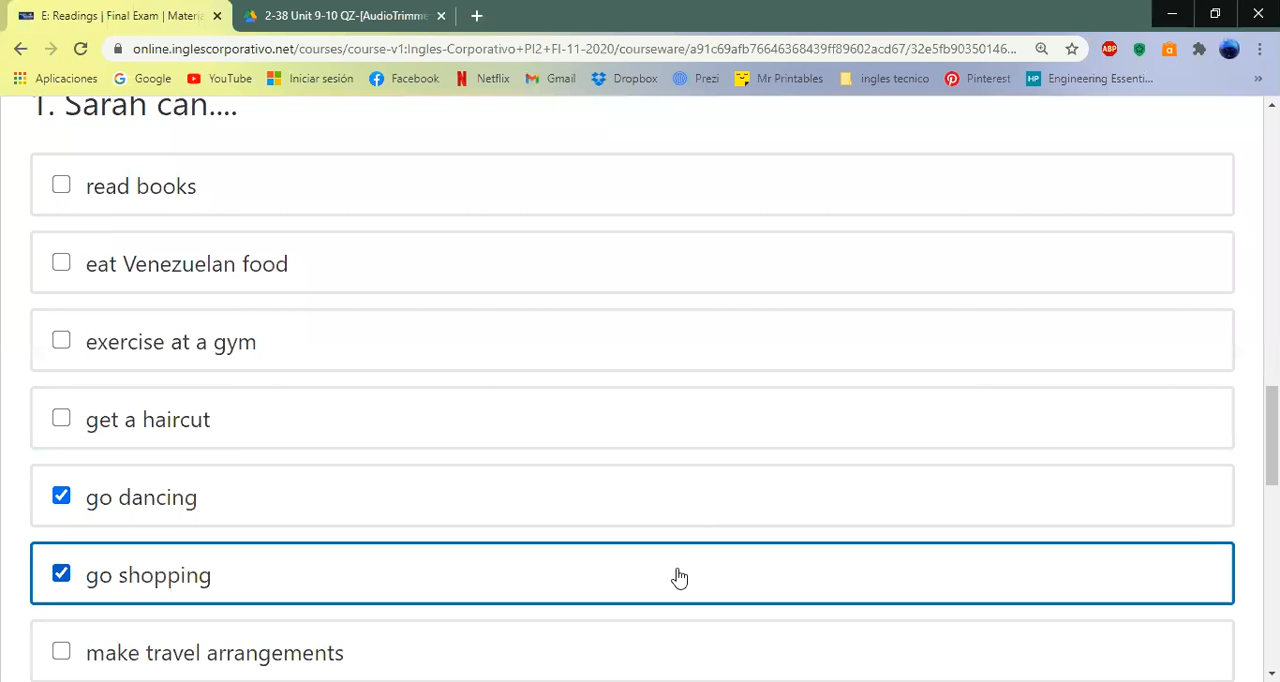 E: Readings | Final Exam | Materia
2-38 Unit 9-10 QZ-[AudioTrimme
online.inglescorporativo.net/courses/course-v1:Ingles-Corporativo+PI2+FI-11-2020/courseware/a91c69afb76646368439ff89602acd67/32e5fb90350146...
Aplicaciones Google YouTube Iniciar sesión Facebook Netflix Gmail Dropbox Prezi Mr Printables ingles tecnico Pinterest HP Engineering Essenti... »
1. Sarah can....
read books
eat Venezuelan food
exercise at a gym
get a haircut
go dancing
go shopping
make travel arrangements